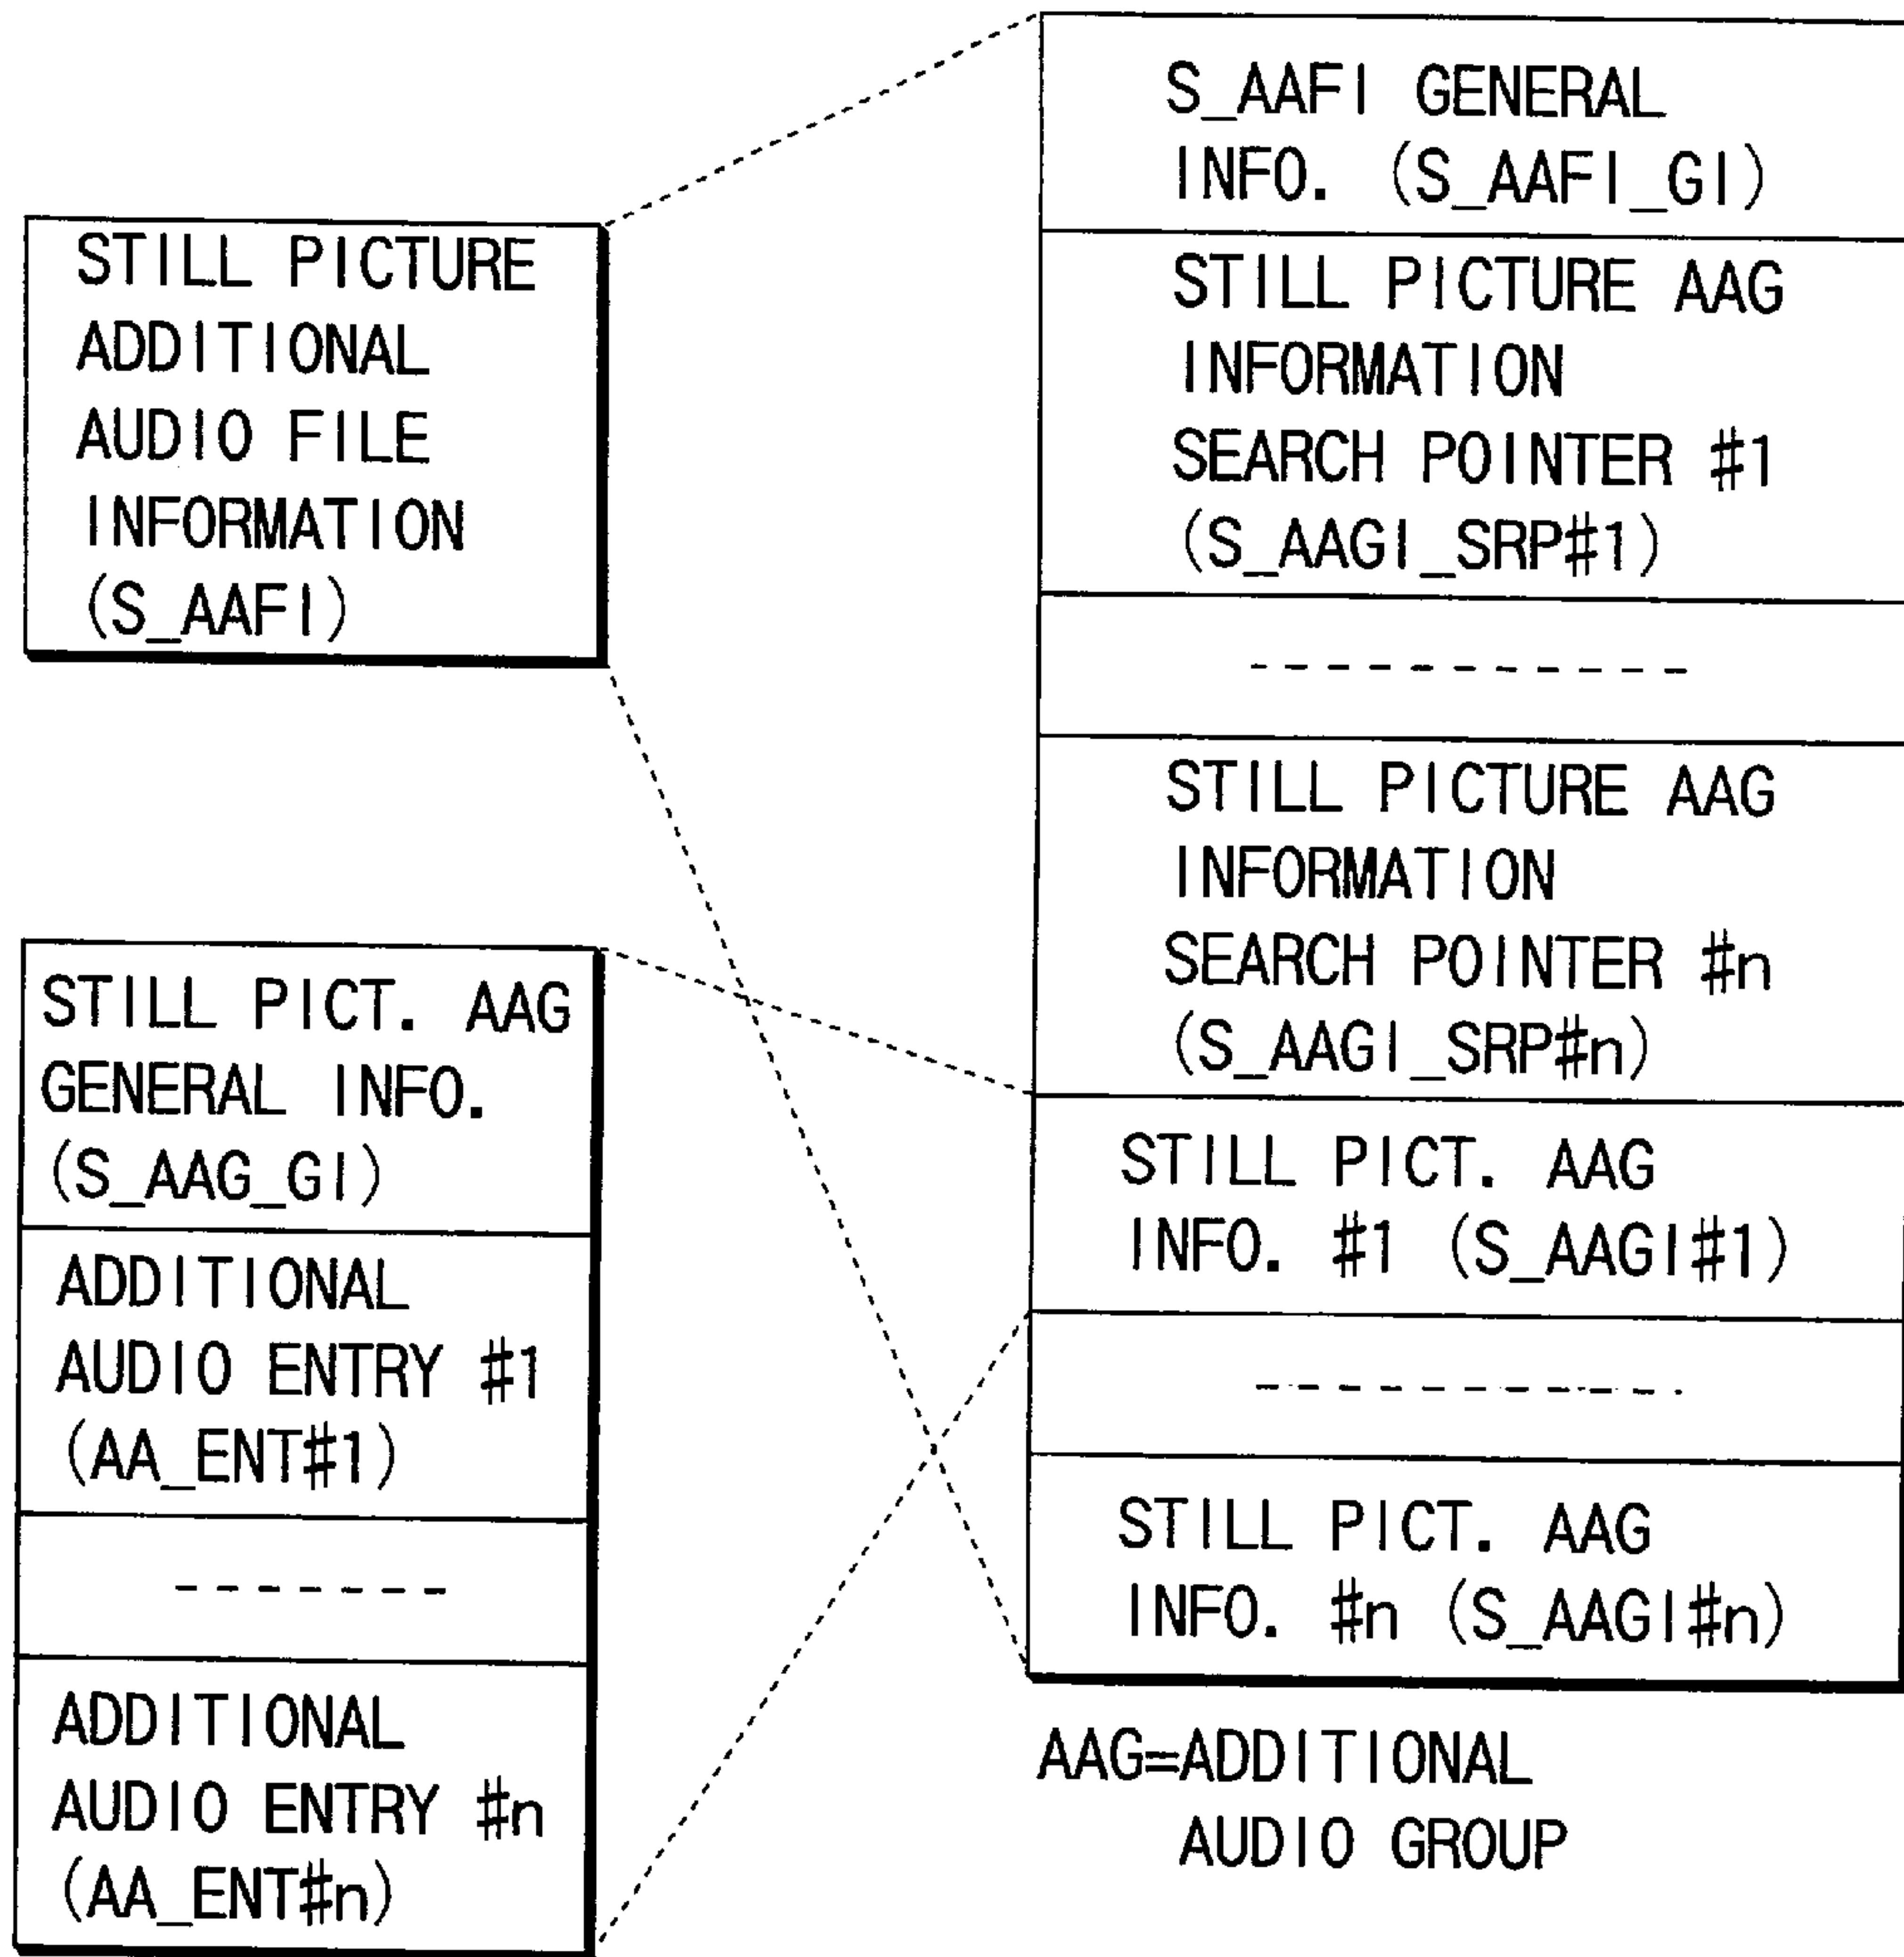 STILL PICTURE
ADDITIONAL
AUDIO FILE
INFORMATION
(S_AAFI)
S_AAFI GENERAL
INFO. (S_AAFI_GI)
STILL PICTURE AAG
INFORMATION
SEARCH POINTER #1
(S_AAGI_SRP#1)
STILL PICTURE AAG
INFORMATION
SEARCH POINTER #n
(S_AAGI_SRP#n)
STILL PICT. AAG
INFO. #1 (S_AAGI#1)
STILL PICT. AAG
INFO. #n (S_AAGI#n)
STILL PICT. AAG
GENERAL INFO.
(S_AAG_GI)
ADDITIONAL
AUDIO ENTRY #1
(AA_ENT#1)
ADDITIONAL
AUDIO ENTRY #n
(AA_ENT#n)
AAG=ADDITIONAL
AUDIO GROUP